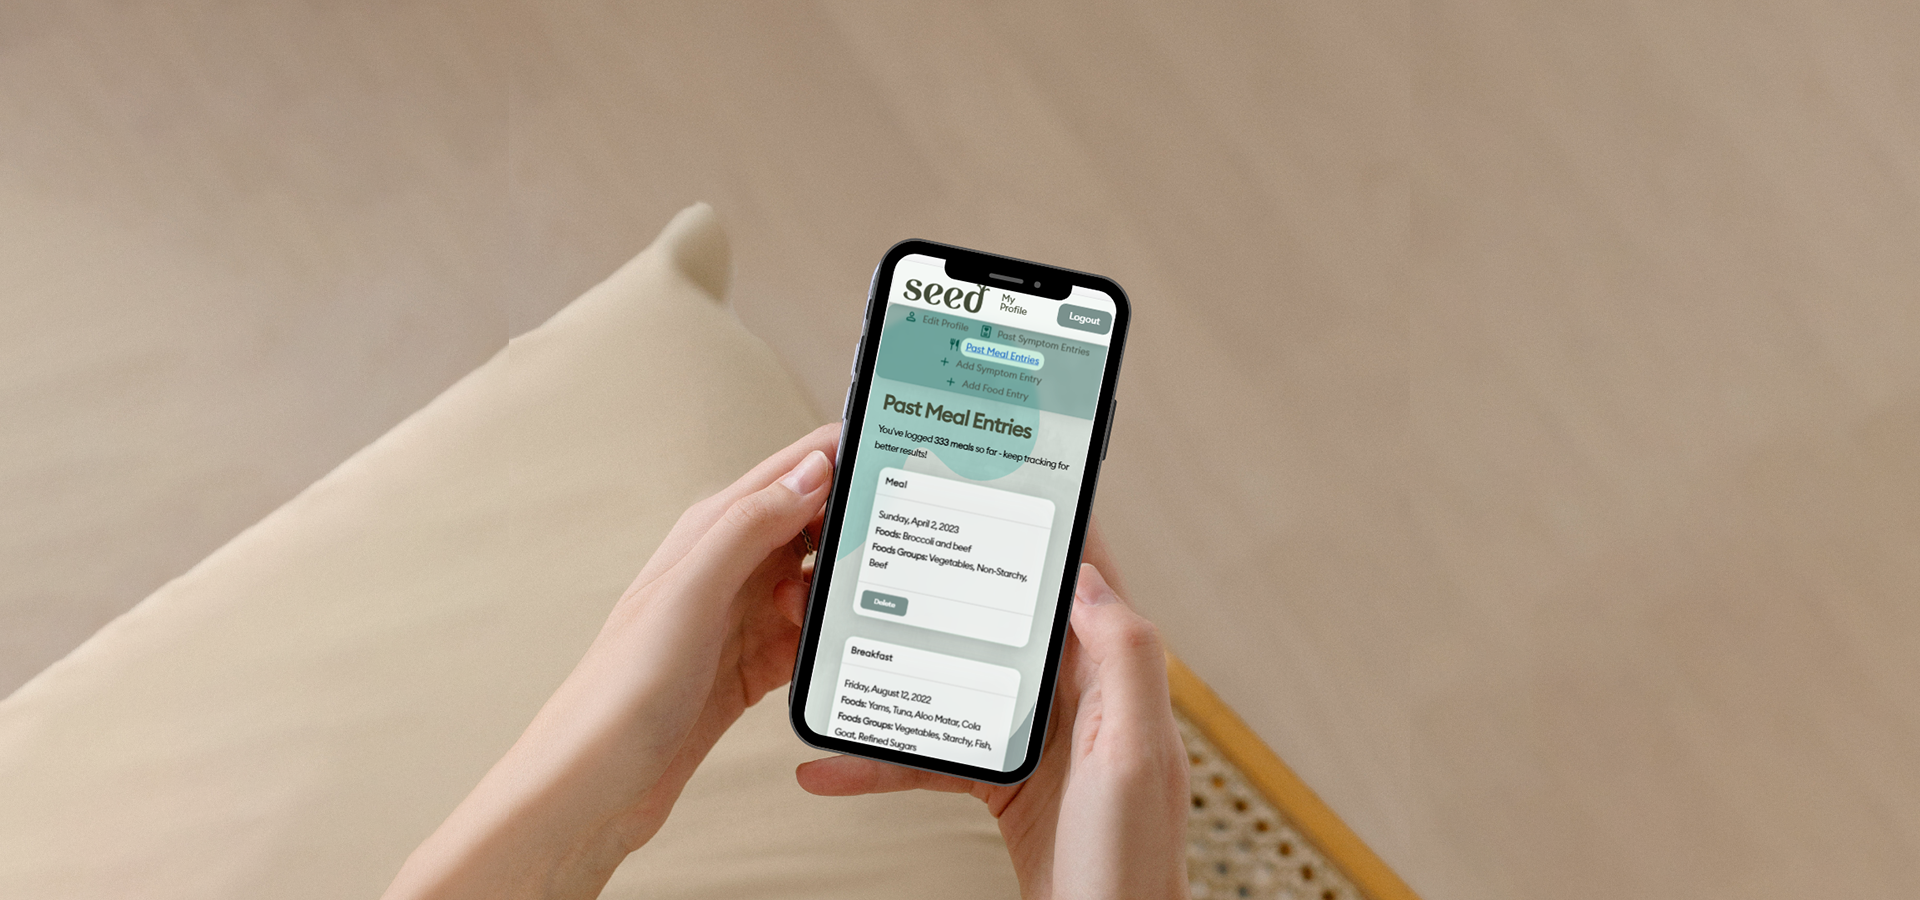 seed
My
Profile
Logout
Edit Profile
Past Symptom Entries
Past Meal Entries
+ Add Symptom Entry
+ Add Food Entry
Past Meal Entries
You've logged 333 meals so far - keep tracking for
better results!
Meal
Sunday, April 2, 2023
Foods: Broccoli and beef
Foods Groups: Vegetables, Non-Starchy,
Beef
Delete
Breakfast
Friday, August 12, 2022
Foods: Yams, Tuna, Aloo Matar, Cola
Foods Groups: Vegetables, Starchy, Fish,
Goat, Refined Sugars